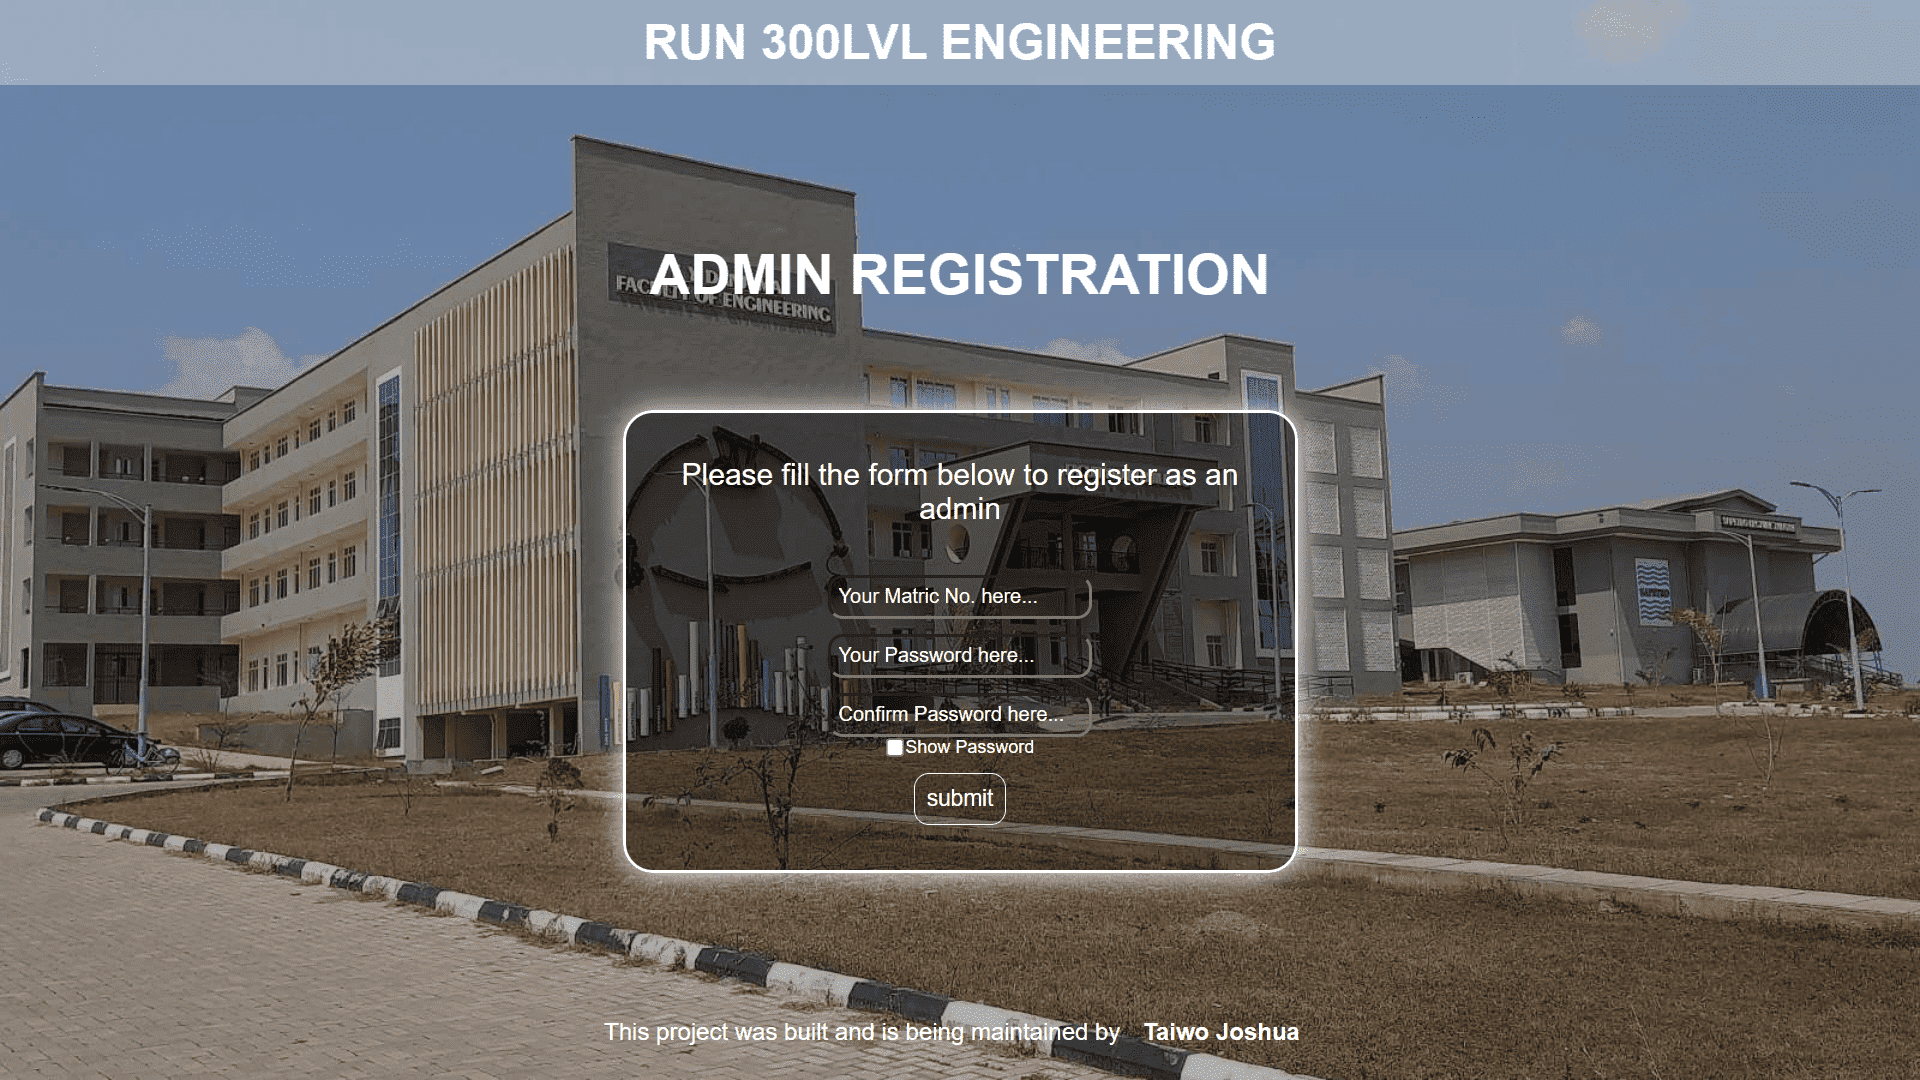 RUN 300LVL ENGINEERING
ADMIN REGISTRATION
FACULTY OF ENGINEERING
Please fill the form below to register as an
admin
Your Matric No. here...
Your Password here...
Confirm Password here...
Show Password
submit
This project was built and is being maintained by Taiwo Joshua